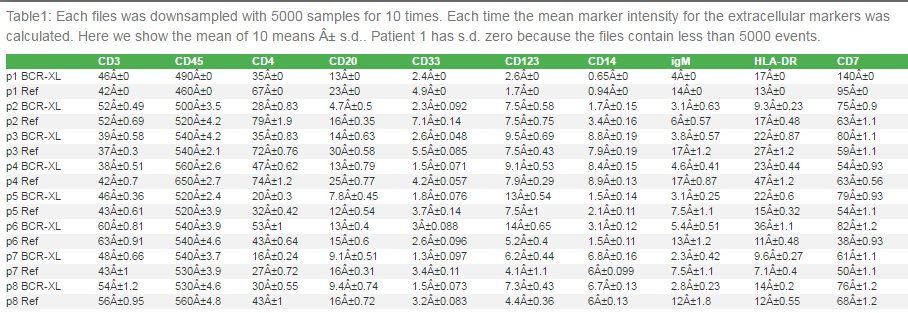 Table1: Each files was downsampled with 5000 samples for 10 times. Each time the mean marker intensity for the extracellular markers was
calculated. Here we show the mean of 10 means Â± s.d.. Patient 1 has s.d. zero because the files contain less than 5000 events.
CD3 CD45 CD4 CD20 CD33 CD123 CD14 igM HLA-DR CD7
p1 BCR-XL 46Â±0 490Â±0 35Â±0 13Â±0 2.4Â±0 2.6Â±0 0.65Â±0 4Â±0 17Â±0 140Â±0
p1 Ref 42Â±0 460Â±0 67Â±0 23Â±0 4.9Â±0 1.7Â±0 0.94Â±0 14Â±0 13Â±0 95Â±0
p2 BCR-XL 52Â±0.49 500Â±3.5 28Â±0.83 4.7Â±0.5 2.3Â±0.092 7.5Â±0.58 1.7Â±0.15 3.1Â±0.63 9.3Â±0.23 75Â±0.9
p2 Ref 52Â±0.69 520Â±4.2 79Â±1.9 16Â±0.35 7.1Â±0.14 7.5Â±0.75 3.4Â±0.16 6Â±0.57 17Â±0.48 63Â±1.1
p3 BCR-XL 39Â±0.58 540Â±4.2 35Â±0.83 14Â±0.63 2.6Â±0.048 9.5Â±0.69 8.8Â±0.19 3.8Â±0.57 22Â±0.87 80Â±1.1
p3 Ref 37Â±0.3 540Â±2.1 72Â±0.76 30Â±0.58 5.5Â±0.085 7.5Â±0.43 7.9Â±0.19 17Â±1.2 27Â±1.2 59Â±1.1
p4 BCR-XL 38Â±0.51 560Â±2.6 47Â±0.62 13Â±0.79 1.5Â±0.071 9.1Â±0.53 8.4Â±0.15 4.6Â±0.41 23Â±0.44 54Â±0.93
p4 Ref 42Â±0.7 650Â±2.7 74Â±1.2 25Â±0.77 4.2Â±0.057 7.9Â±0.29 8.9Â±0.13 17Â±0.87 47Â±1.2 63Â±0.56
p5 BCR-XL 46Â±0.36 520Â±2.4 20Â±0.3 7.8Â±0.45 1.8Â±0.076 13Â±0.54 1.5Â±0.14 3.1Â±0.25 22Â±0.6 79Â±0.93
p5 Ref 43Â±0.61 520Â±3.9 32Â±0.42 12Â±0.54 3.7Â±0.14 7.5Â±1 2.1Â±0.11 7.5Â±1.1 15Â±0.32 54Â±1.1
p6 BCR-XL 60Â±0.81 540Â±3.9 53Â±1 13Â±0.4 3Â±0.088 14Â±0.65 3.1Â±0.12 5.4Â±0.51 36Â±1.1 82Â±1.2
p6 Ref 63Â±0.91 540Â±4.6 43Â±0.64 15Â±0.6 2.6Â±0.096 5.2Â±0.4 1.5Â±0.11 13Â±1.2 11Â±0.48 38Â±0.93
p7 BCR-XL 48Â±0.66 540Â±3.7 16Â±0.24 9.1Â±0.51 1.3Â±0.097 6.2Â±0.44 6.8Â±0.16 2.3Â±0.42 9.6Â±0.27 61Â±1.1
p7 Ref 43Â±1 530Â±3.9 27Â±0.72 16Â±0.31 3.4Â±0.11 4.1Â±1.1 6Â±0.099 7.5Â±1.1 7.1Â±0.4 50Â±1.1
p8 BCR-XL 54Â±1.2 530Â±4.6 30Â±0.55 9.4Â±0.74 1.5Â±0.073 7.3Â±0.43 6.7Â±0.13 2.8Â±0.23 14Â±0.2 76Â±1.2
p8 Ref 56Â±0.95 560Â±4.8 43Â±1 16Â±0.72 3.2Â±0.083 4.4Â±0.36 6Â±0.13 12Â±1.8 12Â±0.55 68Â±1.2